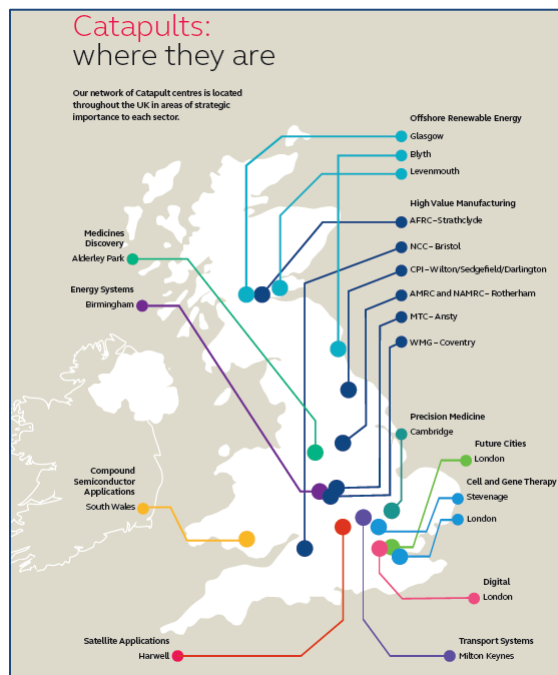 Catapults:
where they are
Our network of Catapult centres is located
throughout the UK in areas of strategic
importance to each sector.
Offshore Renewable Energy
Glasgow
Blyth
Levenmouth
High Value Manufacturing
AFRC–Strathclyde
NCC–Bristol
CPI–Wilton/Sedgefield/Darlington
AMRC and NAMRC–Rotherham
MTC–Ansty
WMG–Coventry
Medicines
Discovery
Alderley Park
Energy Systems
Birmingham
Precision Medicine
Cambridge
Future Cities
London
Cell and Gene Therapy
Stevenage
London
Compound
Semiconductor
Applications
South Wales
Digital
London
Satellite Applications
Harwell
Transport Systems
Milton Keynes